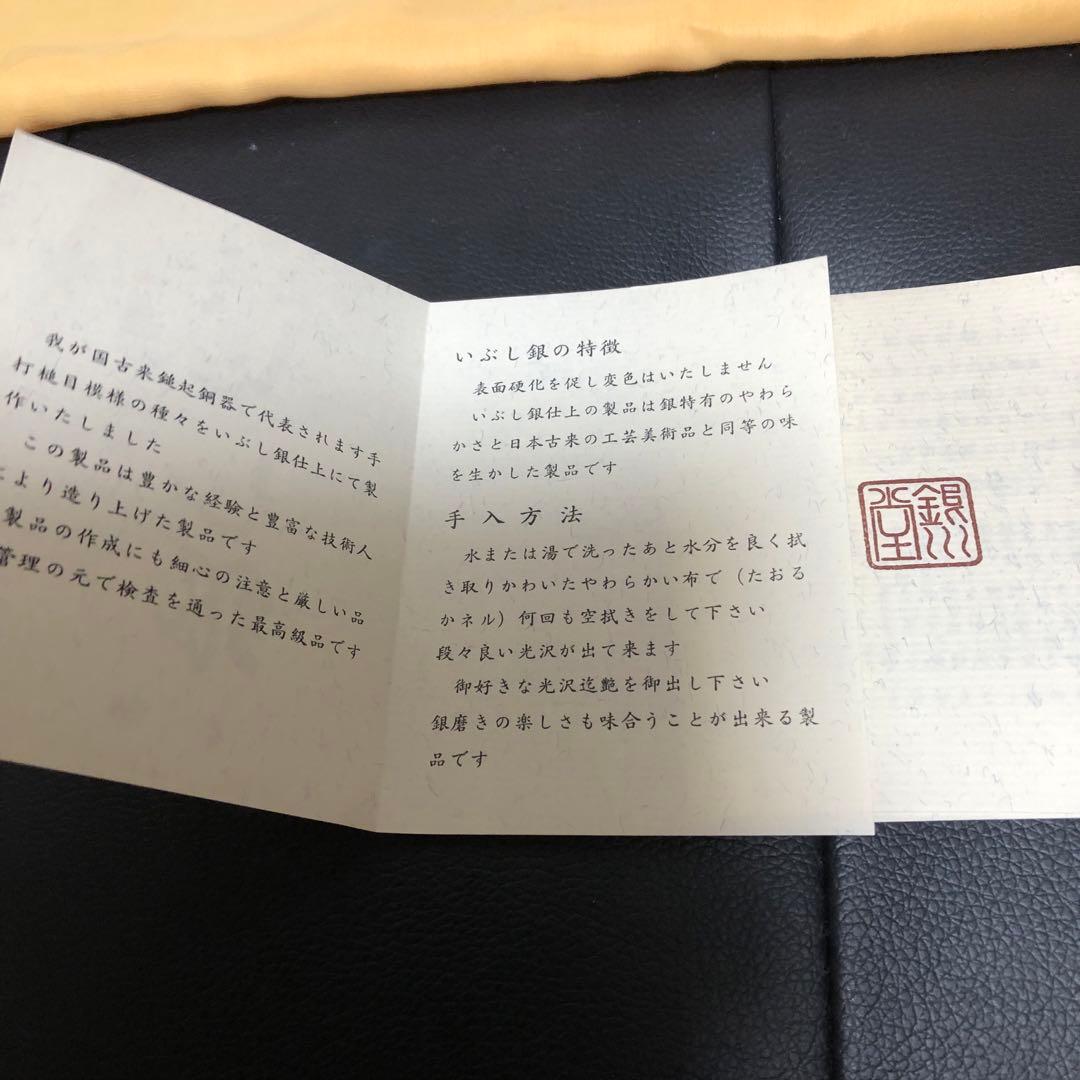 我が国古来鎚起銅器で代表されます手
打槌目模様の種々をいぶし銀仕上にて製
作いたしました
この製品は豊かな経験と豊富な技術人
により造り上げた製品です
製品の作成にも細心の注意と厳しい品
管理の元で検査を通った最高級品です
いぶし銀の特徴
表面硬化を促し変色はいたしません
いぶし銀仕上の製品は銀特有のやわら
かさと日本古来の工芸美術品と同等の味
を生かした製品です
手入方法
水または湯で洗ったあと水分を良く拭
き取りかわいたやわらかい布で（たおる
かネル）何回も空拭きをして下さい
段々良い光沢が出て来ます
御好きな光沢迄艶を御出し下さい
銀磨きの楽しさも味合うことが出来る製
品です
銀川堂